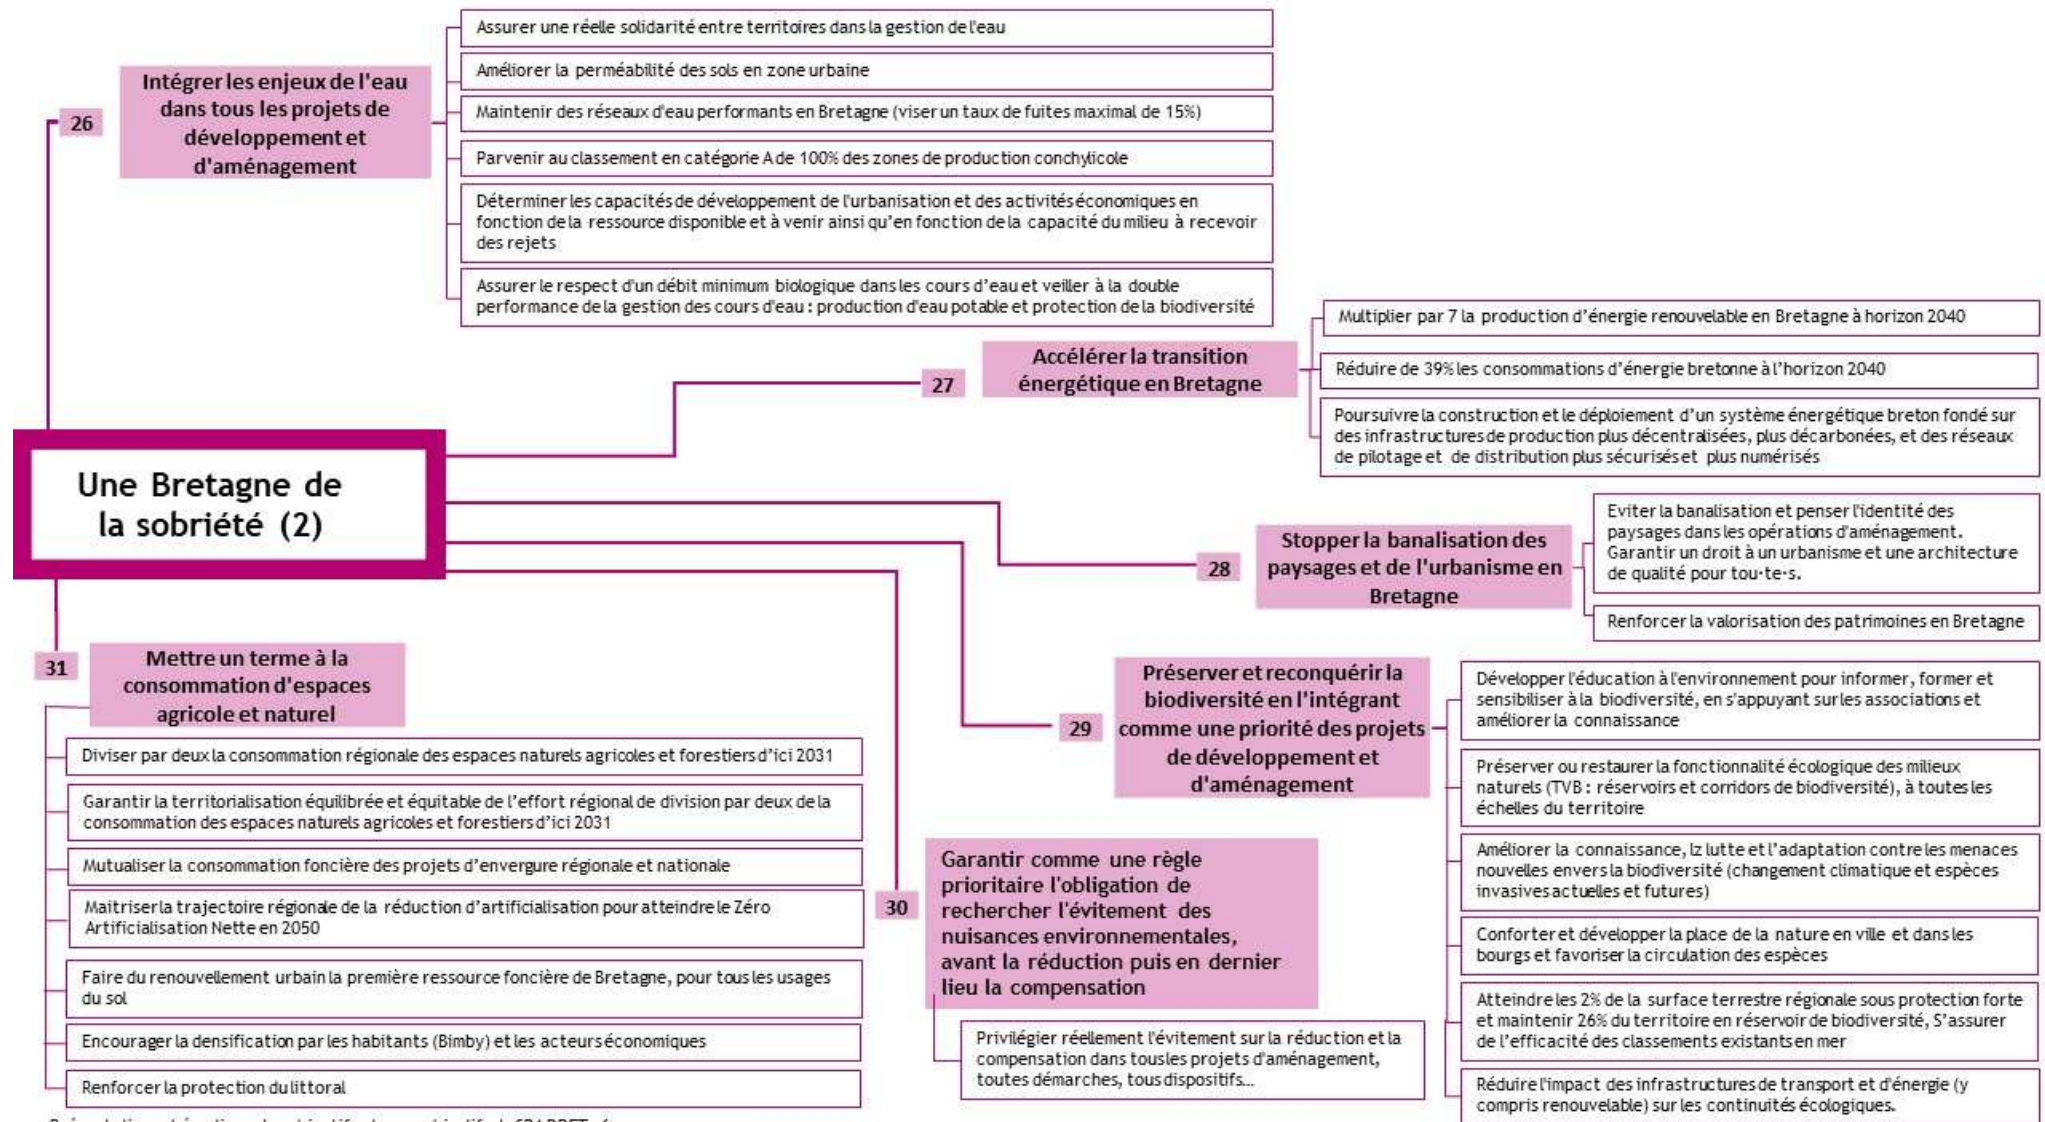 26
Intégrer les enjeux de l'eau
dans tous les projets de
développement et
d'aménagement
Assurer une réelle solidarité entre territoires dans la gestion de l'eau
Améliorer la perméabilité des sols en zone urbaine
Maintenir des réseaux d'eau performants en Bretagne (viser un taux de fuites maximal de 15%)
Parvenir au classement en catégorie A de 100% des zones de production conchylicole
Déterminer les capacités de développement de l'urbanisation et des activités économiques en
fonction de la ressource disponible et à venir ainsi qu'en fonction de la capacité du milieu à recevoir
des rejets
Assurer le respect d'un débit minimum biologique dans les cours d'eau et veiller à la double
performance de la gestion des cours d'eau : production d'eau potable et protection de la biodiversité
Une Bretagne de
la sobriété (2)
27
Accélérer la transition
énergétique en Bretagne
Multiplier par 7 la production d'énergie renouvelable en Bretagne à horizon 2040
Réduire de 39% les consommations d'énergie bretonne à l'horizon 2040
Poursuivre la construction et le déploiement d'un système énergétique breton fondé sur
des infrastructures de production plus décentralisées, plus décarbonées, et des réseaux
de pilotage et de distribution plus sécurisés et plus numérisés
28
Stopper la banalisation des
paysages et de l'urbanisme en
Bretagne
Eviter la banalisation et penser l'identité des
paysages dans les opérations d'aménagement.
Garantir un droit à un urbanisme et une architecture
de qualité pour tou·te·s.
Renforcer la valorisation des patrimoines en Bretagne
29
Préserver et reconquérir la
biodiversité en l'intégrant
comme une priorité des projets
de développement et
d'aménagement
Développer l'éducation à l'environnement pour informer, former et
sensibiliser à la biodiversité, en s'appuyant sur les associations et
améliorer la connaissance
Préserver ou restaurer la fonctionnalité écologique des milieux
naturels (TVB : réservoirs et corridors de biodiversité), à toutes les
échelles du territoire
Améliorer la connaissance, lz lutte et l'adaptation contre les menaces
nouvelles envers la biodiversité (changement climatique et espèces
invasives actuelles et futures)
Conforter et développer la place de la nature en ville et dans les
bourgs et favoriser la circulation des espèces
Atteindre les 2% de la surface terrestre régionale sous protection forte
et maintenir 26% du territoire en réservoir de biodiversité, S'assurer
de l'efficacité des classements existants en mer
Réduire l'impact des infrastructures de transport et d'énergie (y
compris renouvelable) sur les continuités écologiques.
30
Garantir comme une règle
prioritaire l'obligation de
rechercher l'évitement des
nuisances environnementales,
avant la réduction puis en dernier
lieu la compensation
Privilégier réellement l'évitement sur la réduction et la
compensation dans tous les projets d'aménagement,
toutes démarches, tous dispositifs...
31
Mettre un terme à la
consommation d'espaces
agricole et naturel
Diviser par deux la consommation régionale des espaces naturels agricoles et forestiers d'ici 2031
Garantir la territorialisation équilibrée et équitable de l'effort régional de division par deux de la
consommation des espaces naturels agricoles et forestiers d'ici 2031
Mutualiser la consommation foncière des projets d'envergure régionale et nationale
Maitriser la trajectoire régionale de la réduction d'artificialisation pour atteindre le Zéro
Artificialisation Nette en 2050
Faire du renouvellement urbain la première ressource foncière de Bretagne, pour tous les usages
du sol
Encourager la densification par les habitants (Bimby) et les acteurs économiques
Renforcer la protection du littoral